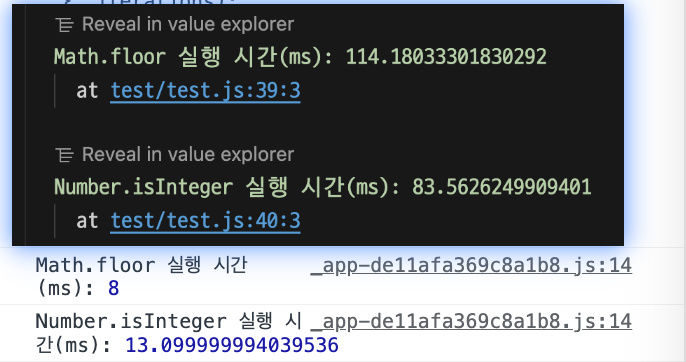 Reveal in value explorer
Math.floor 실행 시간(ms): 114.18033301830292
at test/test.js:39:3
Reveal in value explorer
Number.isInteger 실행 시간(ms): 83.5626249909401
at test/test.js:40:3
Math.floor 실행 시간 _app-de11afa369c8a1b8.js:14
(ms): 8
Number.isInteger 실행 시 _app-de11afa369c8a1b8.js:14
간(ms): 13.099999994039536